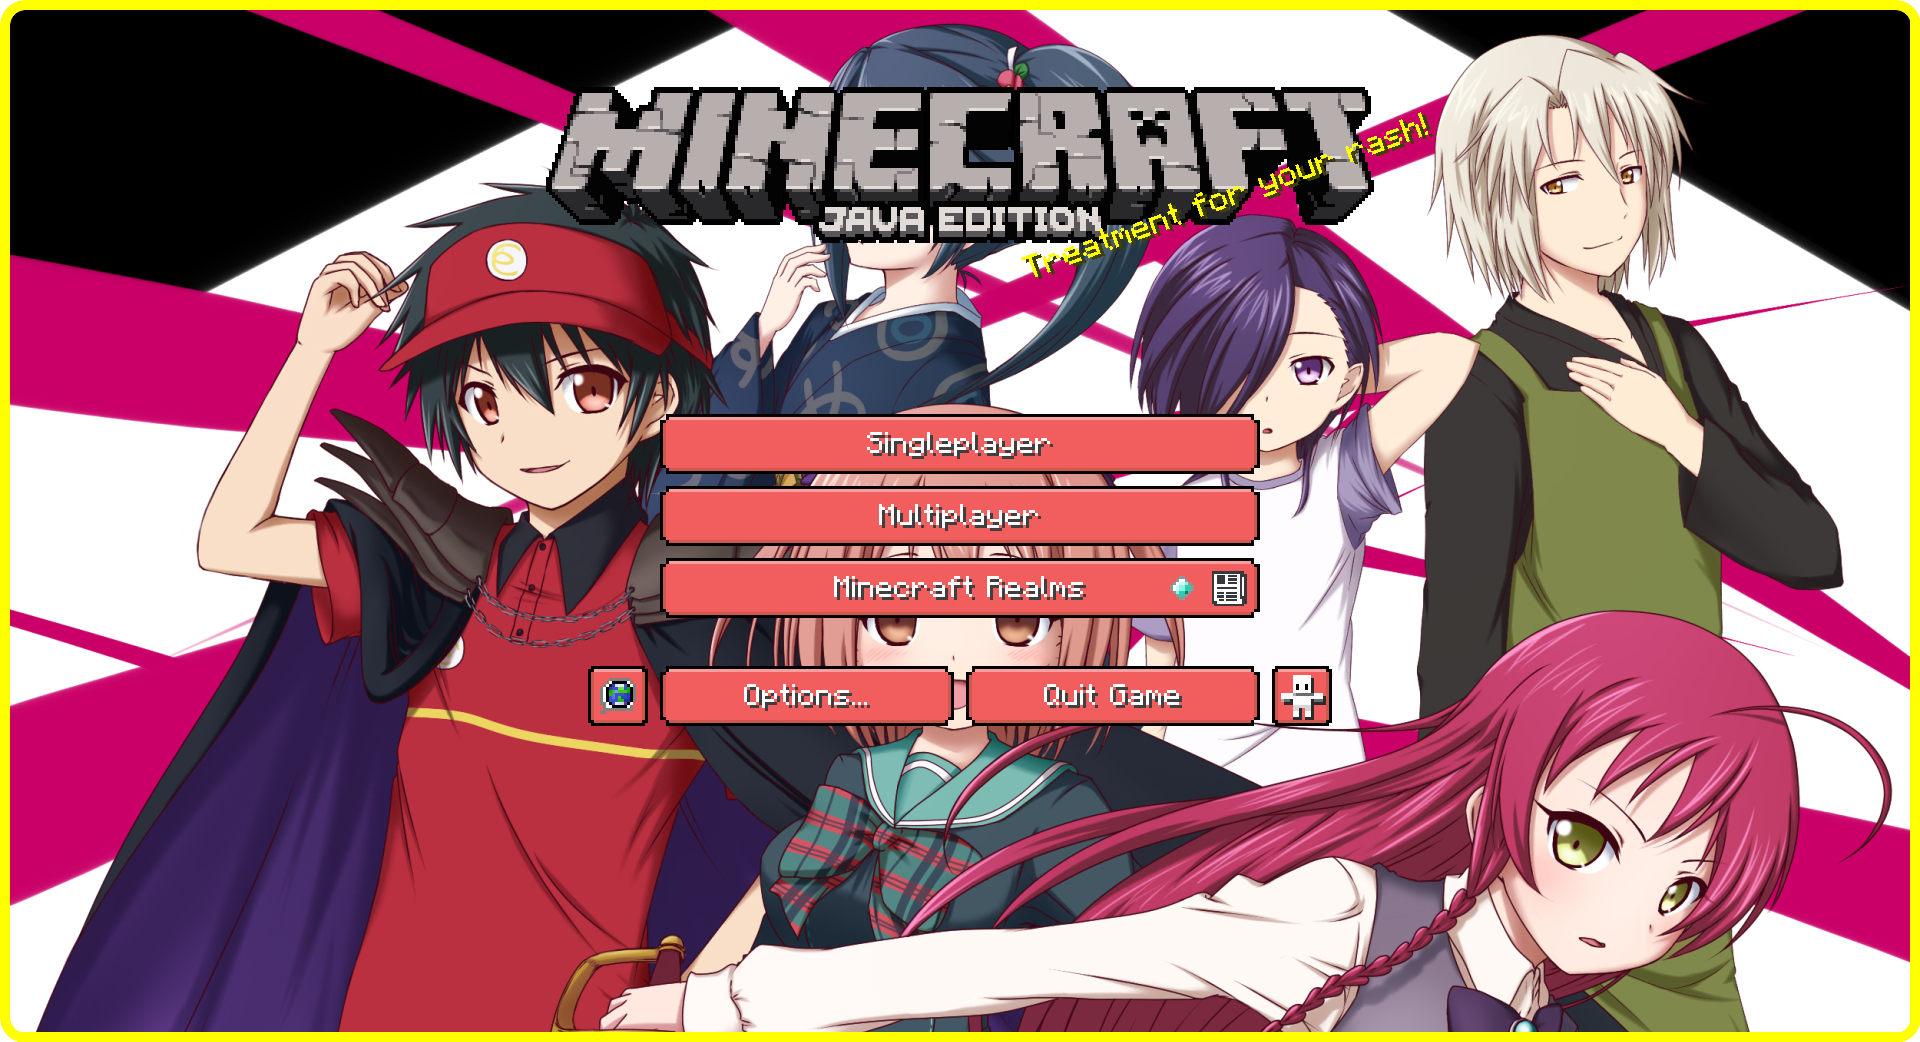 MINECRAFT
JAVA EDITION
Treatment for your rash!
e
Singleplayer
Multiplayer
Minecraft Realms
Options...
Quit Game